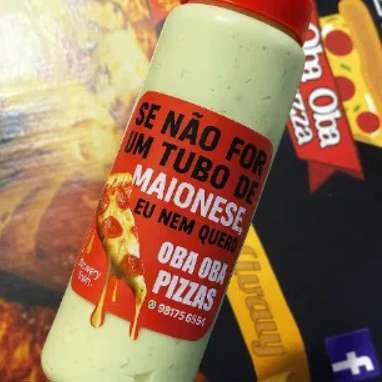 SE NÃO FOR
UM TUBO DE
MAIONESE,
EU NEM QUERO
OBA OBA
PIZZAS
98175 6554
Oba Oba
Pizza
f